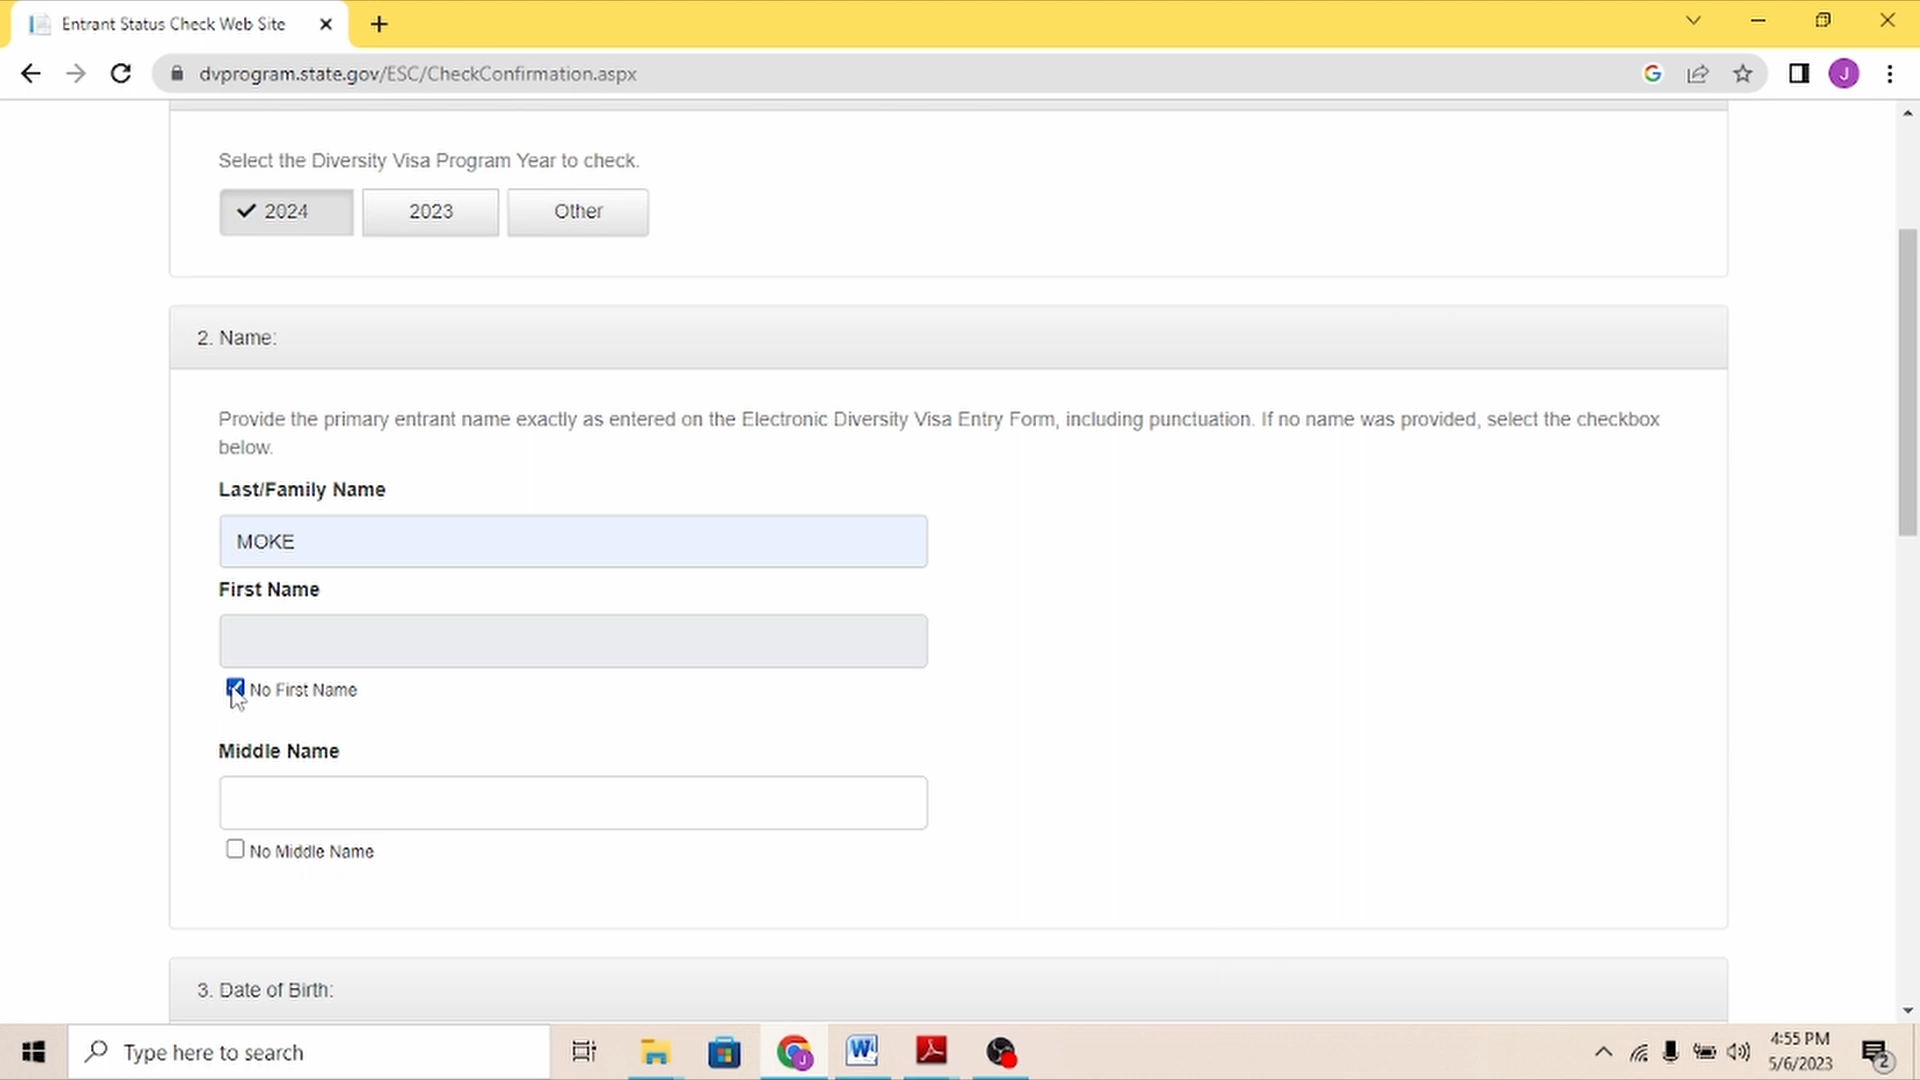 Entrant Status Check Web Site
dvprogram.state.gov/ESC/CheckConfirmation.aspx
J
Select the Diversity Visa Program Year to check.
2024 2023 Other
2. Name:
Provide the primary entrant name exactly as entered on the Electronic Diversity Visa Entry Form, including punctuation. If no name was provided, select the checkbox
below.
Last/Family Name
MOKE
First Name
No First Name
Middle Name
No Middle Name
3. Date of Birth:
Type here to search
4:55 PM
5/6/2023
2